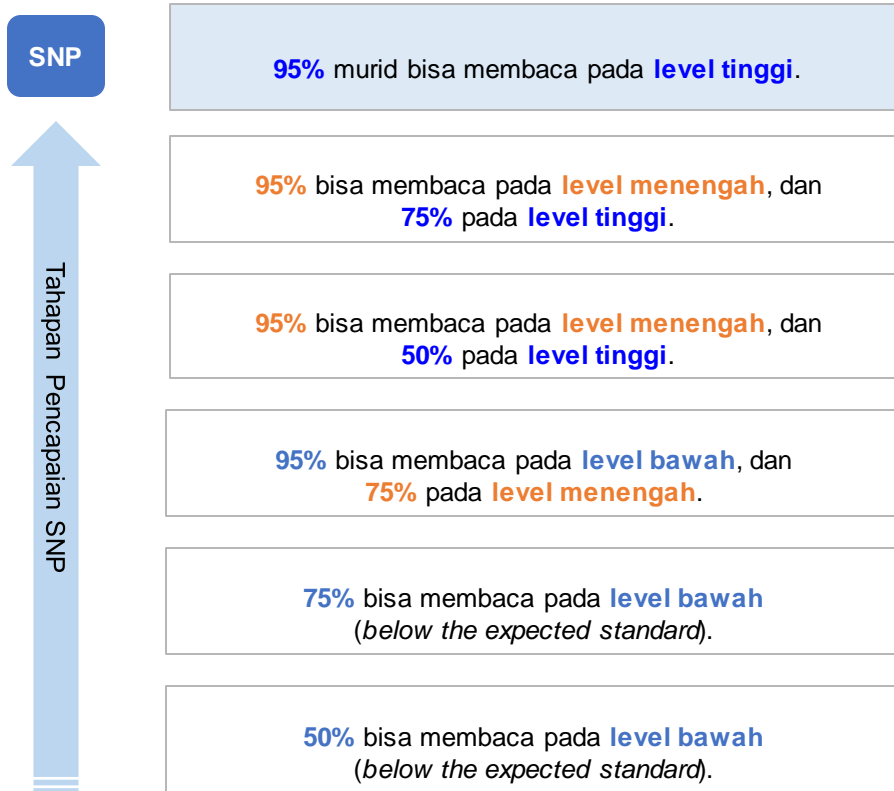 SNP
95% murid bisa membaca pada level tinggi.
95% bisa membaca pada level menengah, dan
75% pada level tinggi.
95% bisa membaca pada level menengah, dan
50% pada level tinggi.
95% bisa membaca pada level bawah, dan
75% pada level menengah.
75% bisa membaca pada level bawah
(below the expected standard).
50% bisa membaca pada level bawah
(below the expected standard).
Tahapan Pencapaian SNP